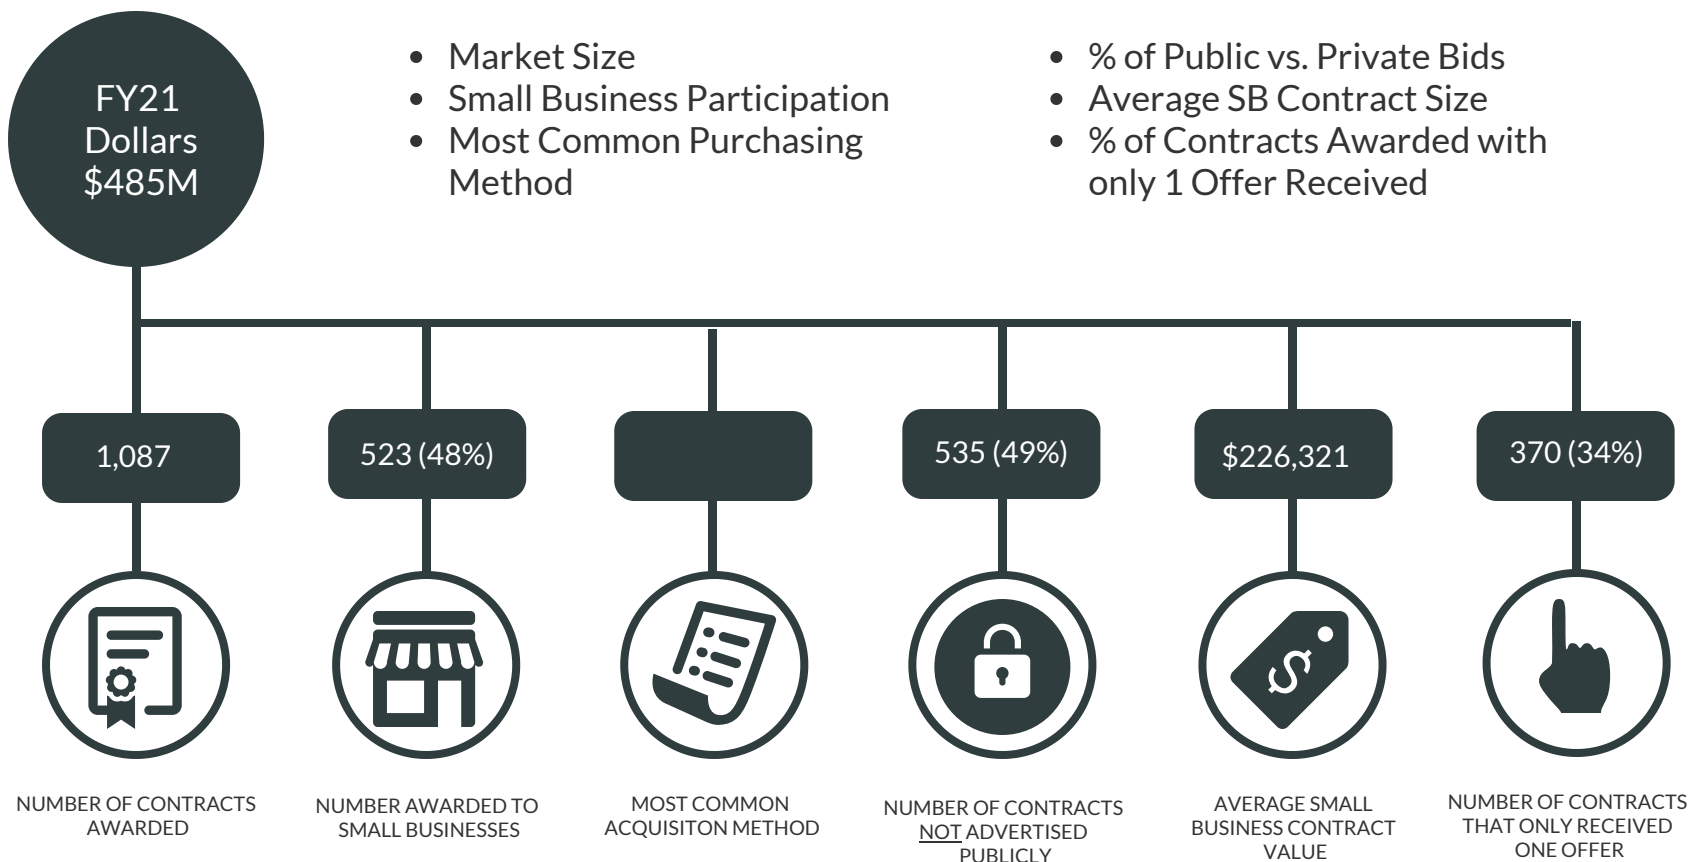 FY21
Dollars
$485M
• Market Size
• Small Business Participation
• Most Common Purchasing
Method
• % of Public vs. Private Bids
• Average SB Contract Size
• % of Contracts Awarded with
only 1 Offer Received
1,087
523 (48%)
535 (49%)
$226,321
370 (34%)
NUMBER OF CONTRACTS
AWARDED
NUMBER AWARDED TO
SMALL BUSINESSES
MOST COMMON
ACQUISITON METHOD
NUMBER OF CONTRACTS
NOT ADVERTISED
PUBLICLY
AVERAGE SMALL
BUSINESS CONTRACT
VALUE
NUMBER OF CONTRACTS
THAT ONLY RECEIVED
ONE OFFER